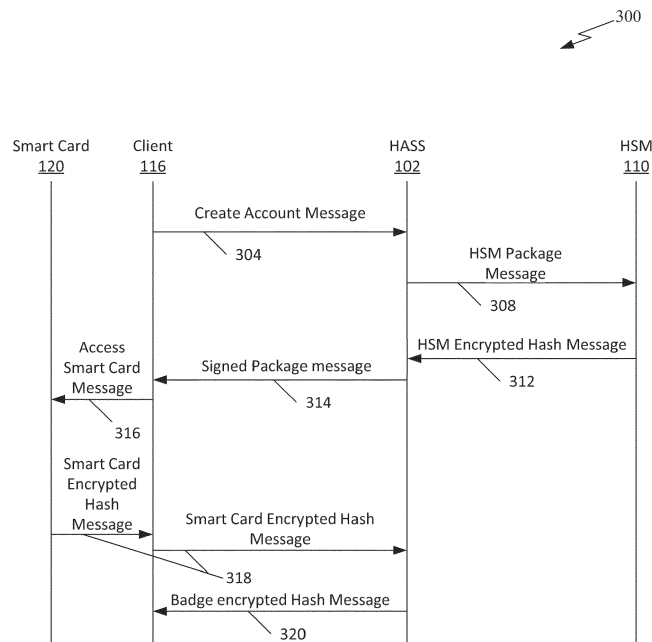 300
Smart Card Client HASS HSM
120 116 102 110
Create Account Message
304
HSM Package
Message
308
HSM Encrypted Hash Message
312
Signed Package message
314
Access
Smart Card
Message
316
Smart Card
Encrypted
Hash
Message
Smart Card Encrypted Hash
Message
318
Badge encrypted Hash Message
320